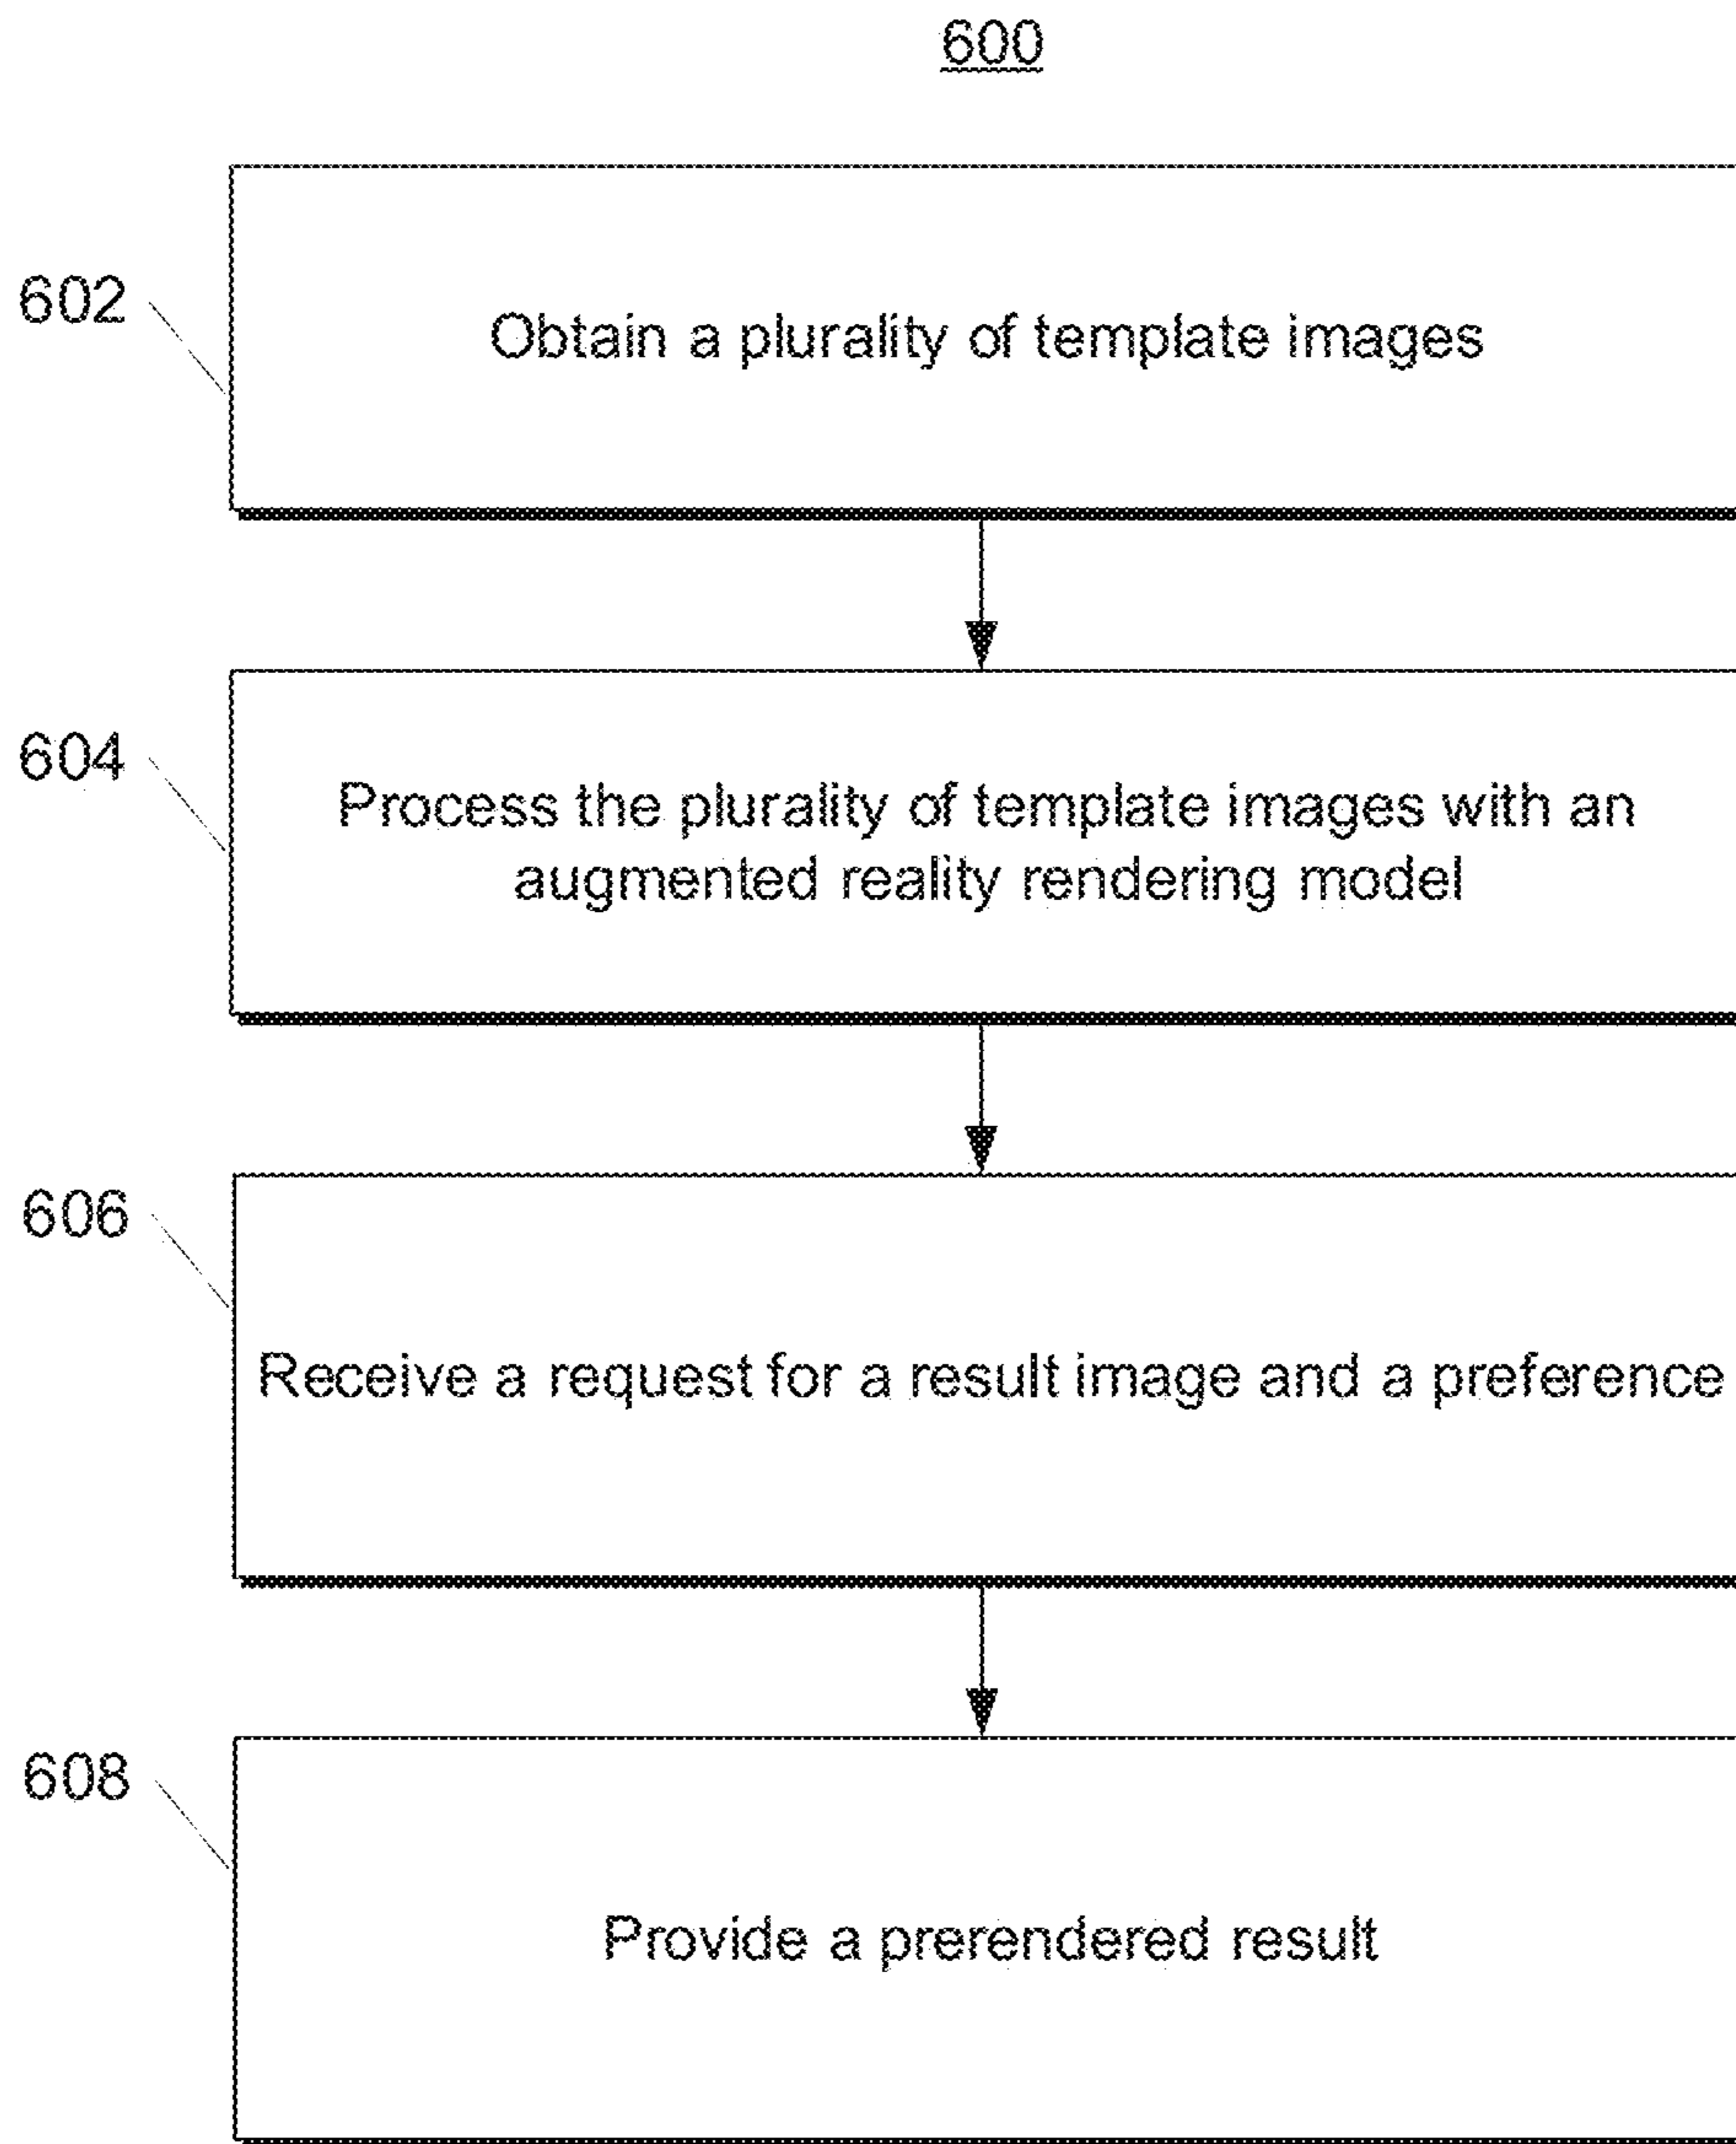 600
602
Obtain a plurality of template images
604
Process the plurality of template images with an
augmented reality rendering model
606
Receive a request for a result image and a preference
608
Provide a prerendered result